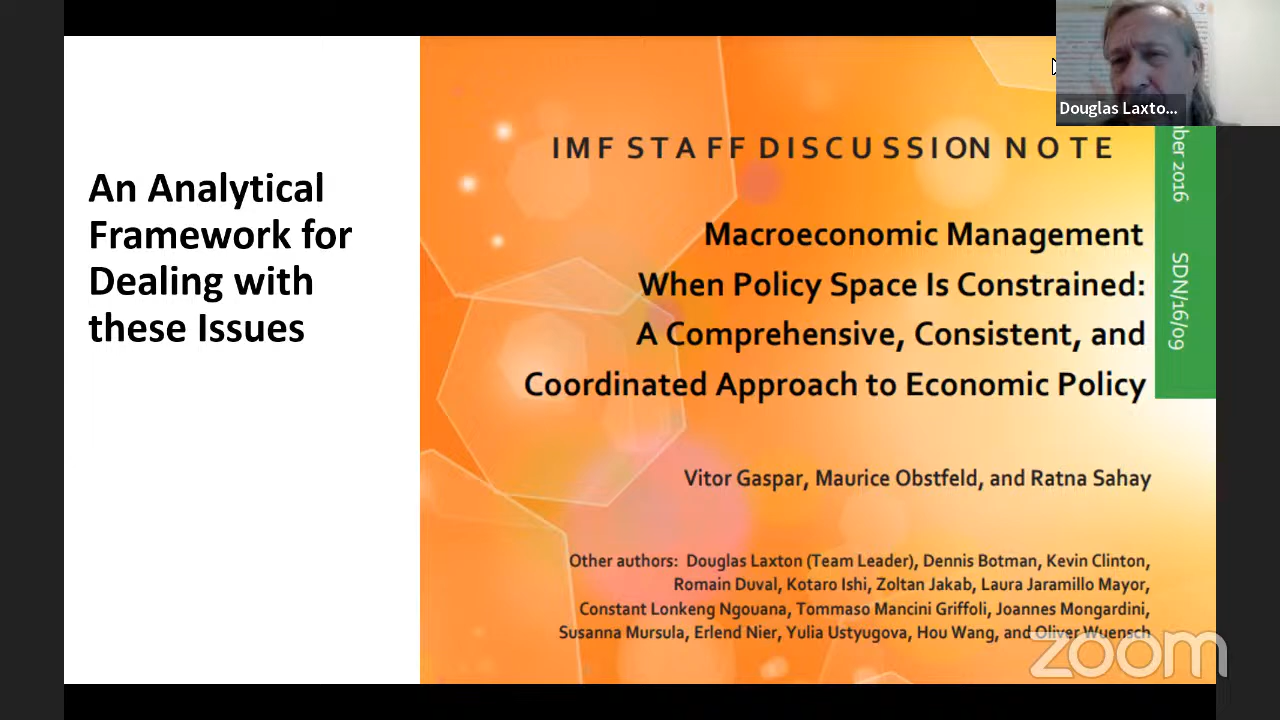 An Analytical
Framework for
Dealing with
these Issues
IMF STAFF DISCUSSION NOTE
Macroeconomic Management
When Policy Space Is Constrained:
A Comprehensive, Consistent, and
Coordinated Approach to Economic Policy
Vitor Gaspar, Maurice Obstfeld, and Ratna Sahay
Other authors: Douglas Laxton (Team Leader), Dennis Botman, Kevin Clinton,
Romain Duval, Kotaro Ishi, Zoltan Jakab, Laura Jaramillo Mayor,
Constant Lonkeng Ngouana, Tommaso Mancini Griffoli, Joannes Mongardini,
Susanna Mursula, Erlend Nier, Yulia Ustyugova, Hou Wang, and Oliver Wuensch
ber 2016
SDN/16/09
Douglas Laxto...
zoom